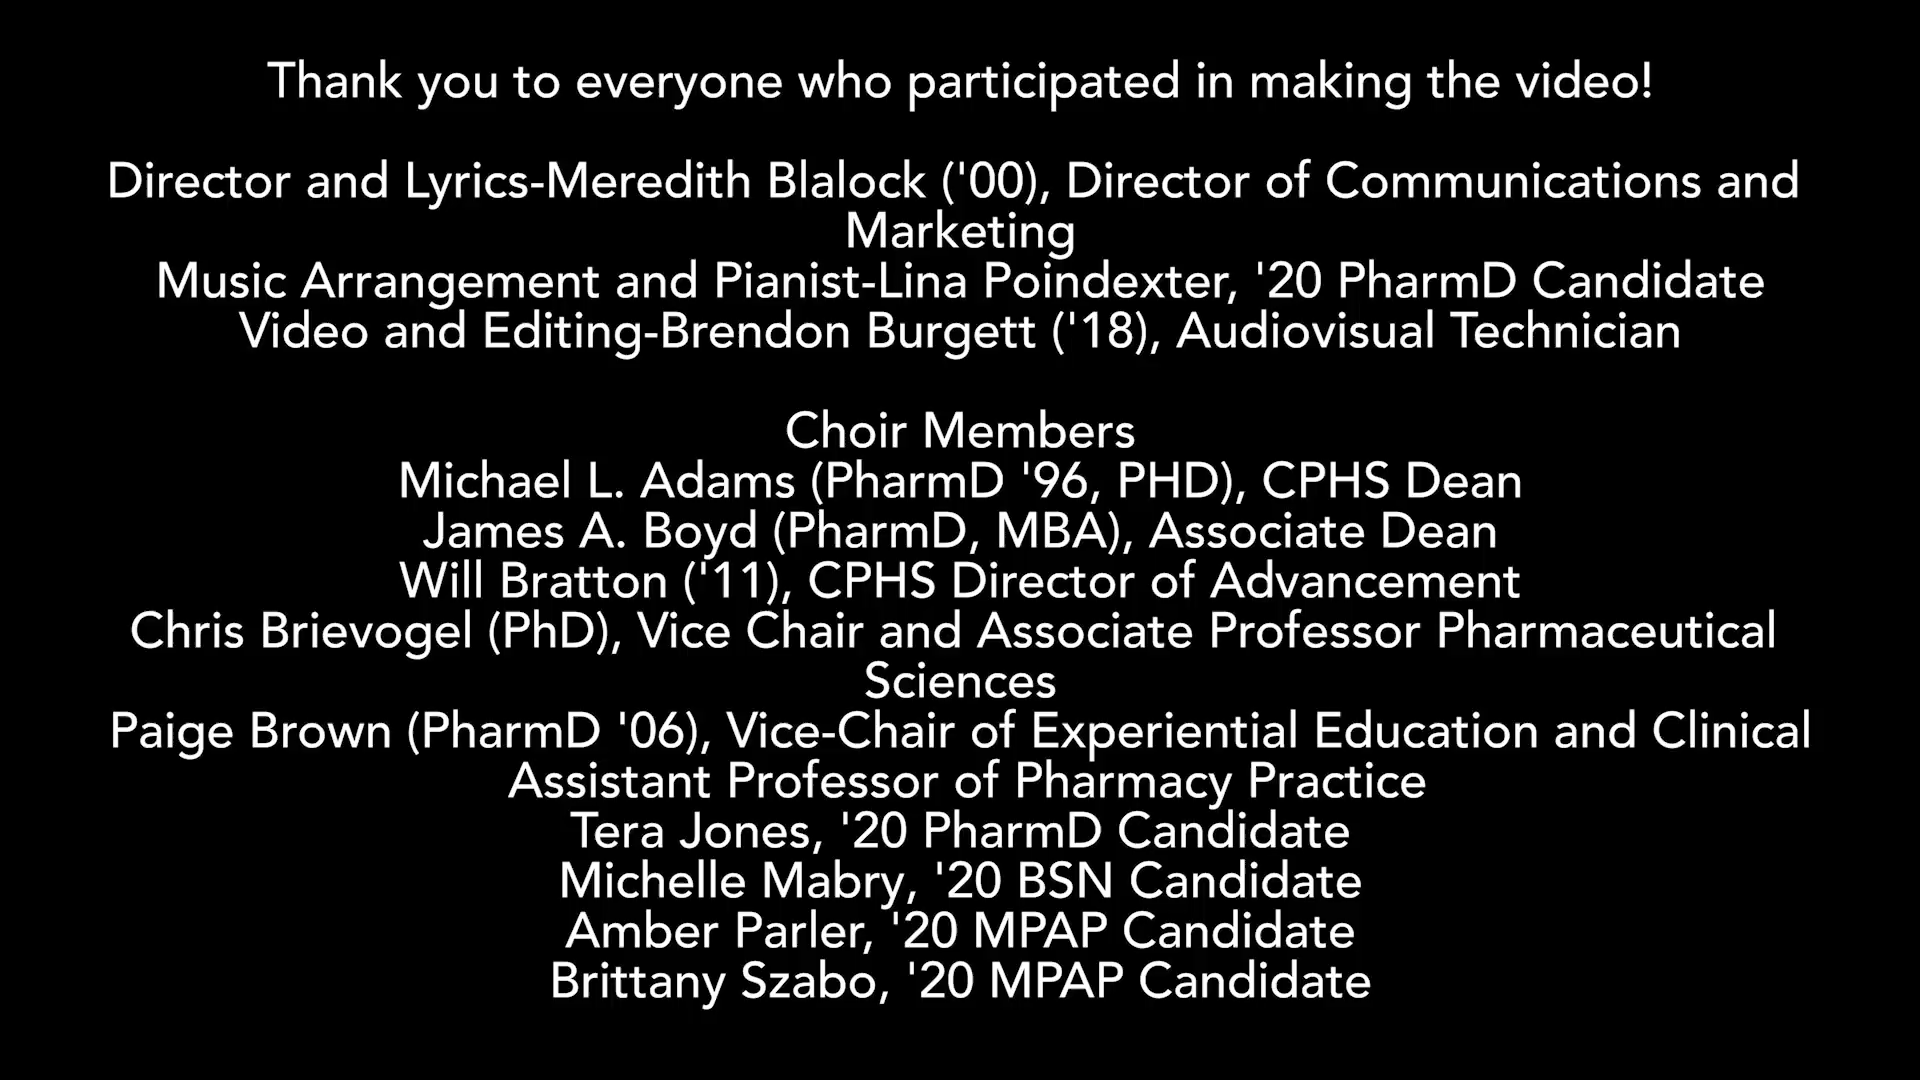 Thank you to everyone who participated in making the video!
Director and Lyrics-Meredith Blalock ('00), Director of Communications and
Marketing
Music Arrangement and Pianist-Lina Poindexter, '20 PharmD Candidate
Video and Editing-Brendon Burgett ('18), Audiovisual Technician
Choir Members
Michael L. Adams (PharmD '96, PHD), CPHS Dean
James A. Boyd (PharmD, MBA), Associate Dean
Will Bratton ('11), CPHS Director of Advancement
Chris Brievogel (PhD), Vice Chair and Associate Professor Pharmaceutical
Sciences
Paige Brown (PharmD '06), Vice-Chair of Experiential Education and Clinical
Assistant Professor of Pharmacy Practice
Tera Jones, '20 PharmD Candidate
Michelle Mabry, '20 BSN Candidate
Amber Parler, '20 MPAP Candidate
Brittany Szabo, '20 MPAP Candidate